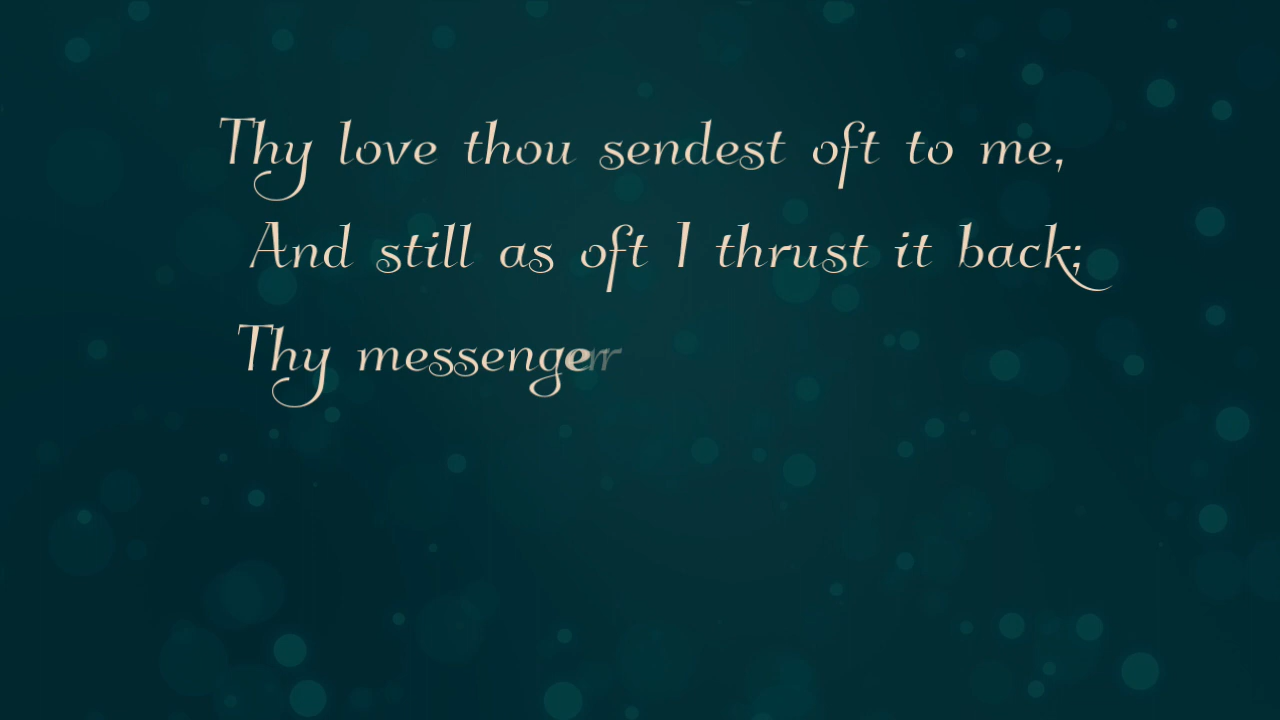 Thy love thou sendest oft to me,
And still as oft I thrust it back;
Thy messenger